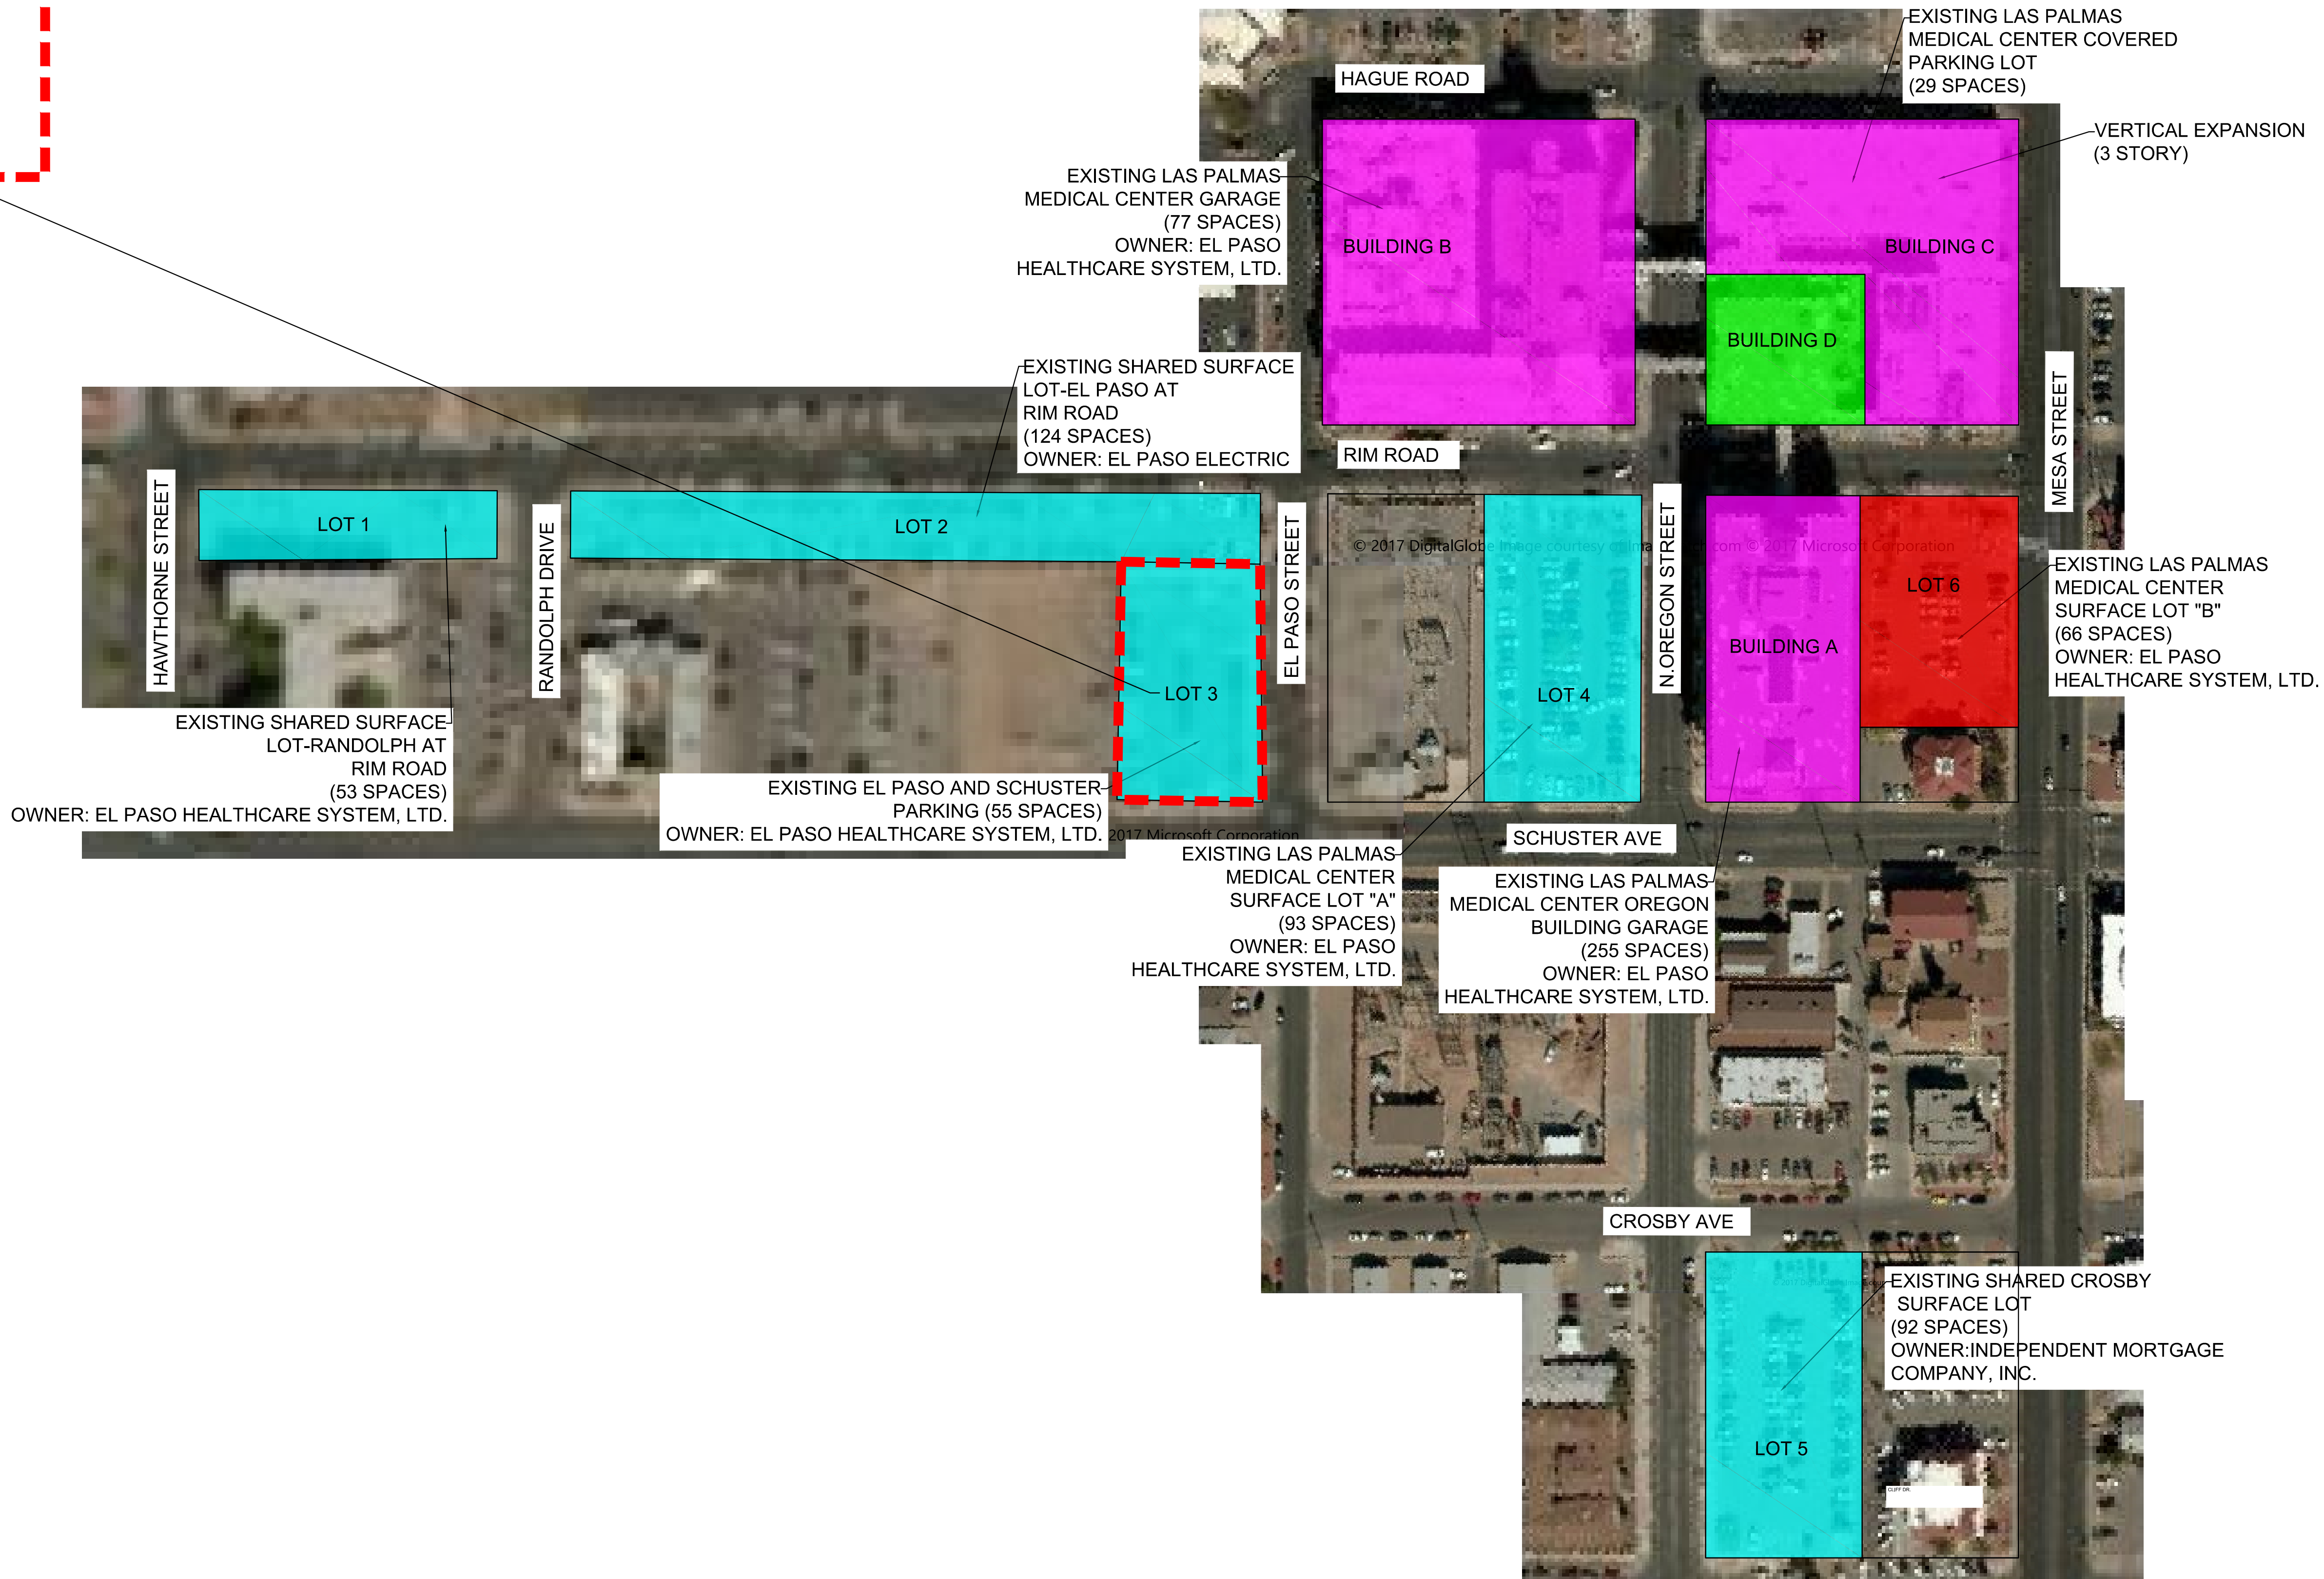 EXISTING LAS PALMAS
MEDICAL CENTER COVERED
PARKING LOT
(29 SPACES)
HAGUE ROAD
VERTICAL EXPANSION
(3 STORY)
EXISTING LAS PALMAS
MEDICAL CENTER GARAGE
(77 SPACES)
OWNER: EL PASO
HEALTHCARE SYSTEM, LTD.
BUILDING B
BUILDING C
BUILDING D
EXISTING SHARED SURFACE
LOT-EL PASO AT
RIM ROAD
(124 SPACES)
OWNER: EL PASO ELECTRIC
RIM ROAD
MESA STREET
HAWTHORNE STREET
LOT 1
RANDOLPH DRIVE
LOT 2
EL PASO STREET
N.OREGON STREET
© 2017 DigitalGlobe Image courtesy of
.com © 2017 Microsoft Corporation
LOT 6
EXISTING LAS PALMAS
MEDICAL CENTER
SURFACE LOT "B"
(66 SPACES)
OWNER: EL PASO
HEALTHCARE SYSTEM, LTD.
BUILDING A
LOT 3
LOT 4
EXISTING SHARED SURFACE
LOT-RANDOLPH AT
RIM ROAD
(53 SPACES)
OWNER: EL PASO HEALTHCARE SYSTEM, LTD.
EXISTING EL PASO AND SCHUSTER
PARKING (55 SPACES)
OWNER: EL PASO HEALTHCARE SYSTEM, LTD.
2017 Microsoft Corporation
SCHUSTER AVE
EXISTING LAS PALMAS
MEDICAL CENTER
SURFACE LOT "A"
(93 SPACES)
OWNER: EL PASO
HEALTHCARE SYSTEM, LTD.
EXISTING LAS PALMAS
MEDICAL CENTER OREGON
BUILDING GARAGE
(255 SPACES)
OWNER: EL PASO
HEALTHCARE SYSTEM, LTD.
CROSBY AVE
EXISTING SHARED CROSBY
SURFACE LOT
(92 SPACES)
OWNER:INDEPENDENT MORTGAGE
COMPANY, INC.
LOT 5
CLIFF DR.